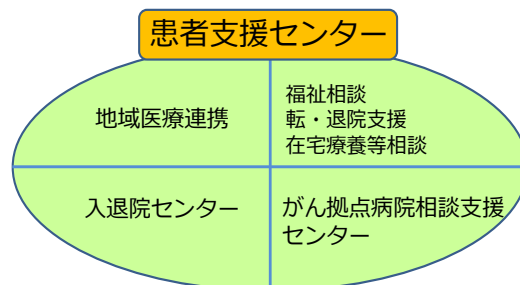 患者支援センター
地域医療連携
福祉相談
転・退院支援
在宅療養等相談
入退院センター
がん拠点病院相談支援
センター